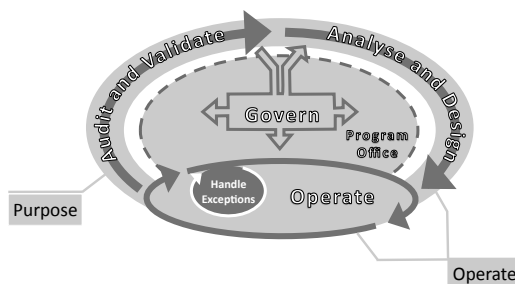 Audit and Validate
Analyse and Design
Govern
Program
Office
Handle
Exceptions
Operate
Purpose
Operate